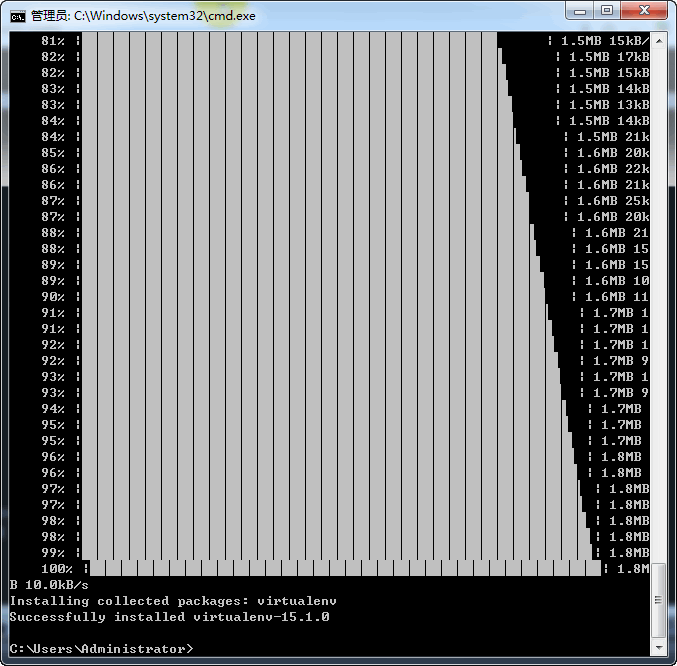 管理员: C:\Windows\system32\cmd.exe
81% ¦ ¦ 1.5MB 15kB/
82% ¦ ¦ 1.5MB 17kB
82% ¦ ¦ 1.5MB 15kB
83% ¦ ¦ 1.5MB 14kB
83% ¦ ¦ 1.5MB 13kB
84% ¦ ¦ 1.5MB 14kB
84% ¦ ¦ 1.5MB 21k
85% ¦ ¦ 1.6MB 20k
86% ¦ ¦ 1.6MB 22k
86% ¦ ¦ 1.6MB 21k
87% ¦ ¦ 1.6MB 25k
87% ¦ ¦ 1.6MB 20k
88% ¦ ¦ 1.6MB 21
88% ¦ ¦ 1.6MB 15
89% ¦ ¦ 1.6MB 15
89% ¦ ¦ 1.6MB 10
90% ¦ ¦ 1.6MB 11
91% ¦ ¦ 1.7MB 1
91% ¦ ¦ 1.7MB 1
92% ¦ ¦ 1.7MB 1
92% ¦ ¦ 1.7MB 9
93% ¦ ¦ 1.7MB 1
93% ¦ ¦ 1.7MB 9
94% ¦ ¦ 1.7MB
95% ¦ ¦ 1.7MB
95% ¦ ¦ 1.7MB
96% ¦ ¦ 1.8MB
96% ¦ ¦ 1.8MB
97% ¦ ¦ 1.8MB
97% ¦ ¦ 1.8MB
98% ¦ ¦ 1.8MB
98% ¦ ¦ 1.8MB
99% ¦ ¦ 1.8MB
100% ¦ ¦ 1.8M
B 10.0kB/s
Installing collected packages: virtualenv
Successfully installed virtualenv-15.1.0
C:\Users\Administrator>